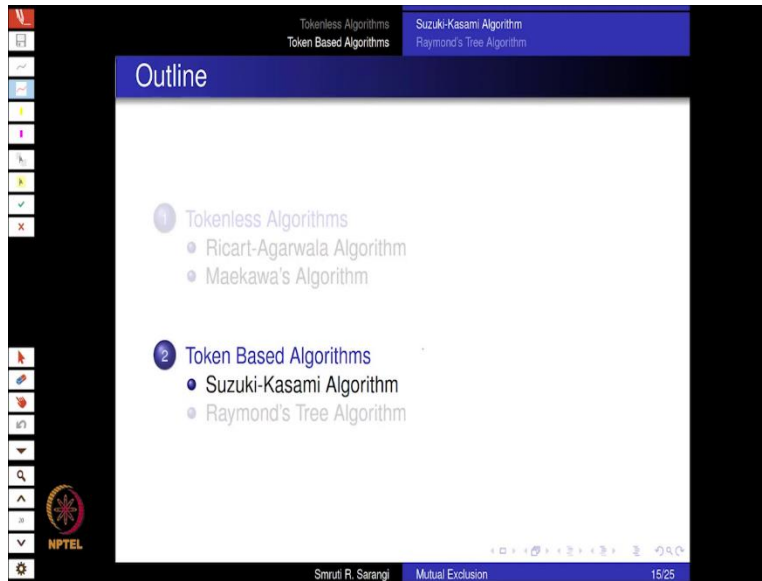 Tokenless Algorithms
Token Based Algorithms
Suzuki-Kasami Algorithm
Raymond's Tree Algorithm
Outline
1 Tokenless Algorithms
Ricart-Agarwala Algorithm
Maekawa's Algorithm
2 Token Based Algorithms
Suzuki-Kasami Algorithm
Raymond's Tree Algorithm
NPTEL
Smruti R. Sarangi
Mutual Exclusion
15/25